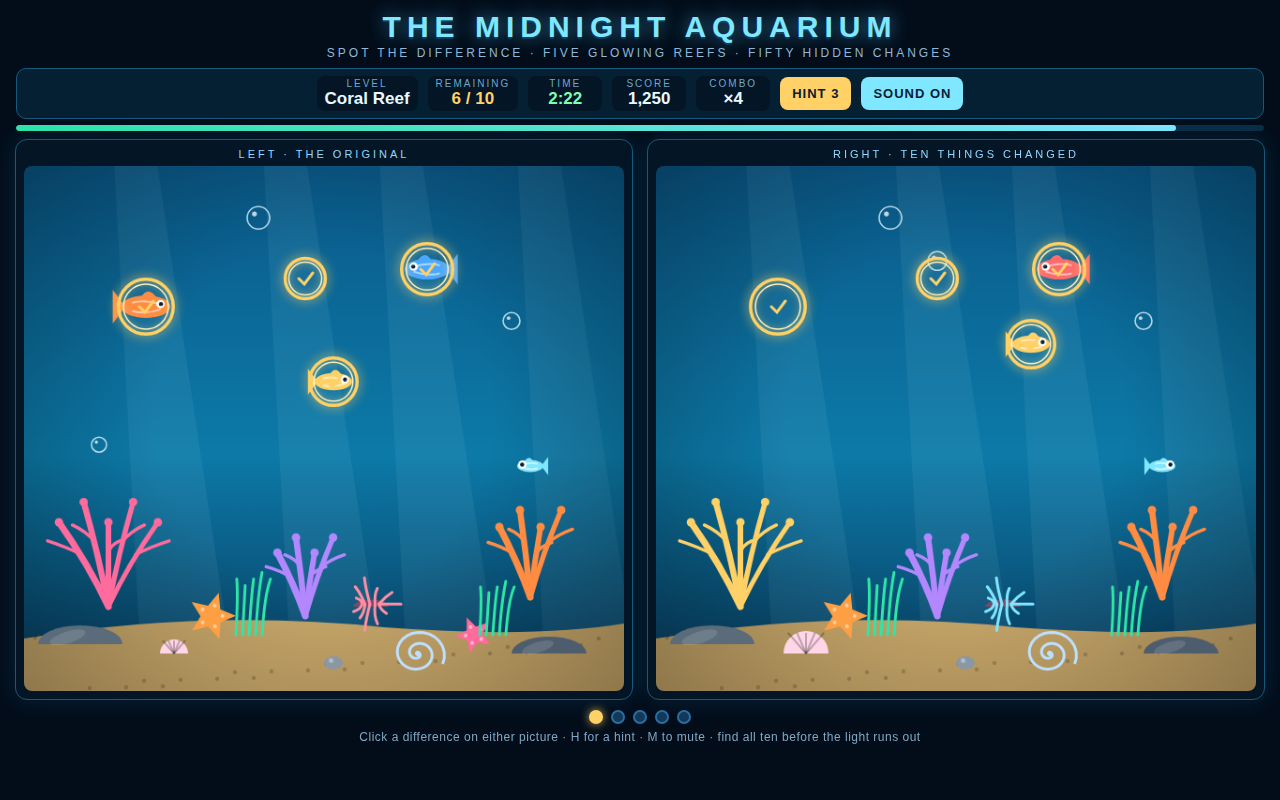 THE MIDNIGHT AQUARIUM
SPOT THE DIFFERENCE · FIVE GLOWING REEFS · FIFTY HIDDEN CHANGES
LEVEL REMAINING TIME SCORE COMBO
Coral Reef 6 / 10 2:22 1,250 ×4 HINT 3 SOUND ON
LEFT · THE ORIGINAL RIGHT · TEN THINGS CHANGED
Click a difference on either picture · H for a hint · M to mute · find all ten before the light runs out